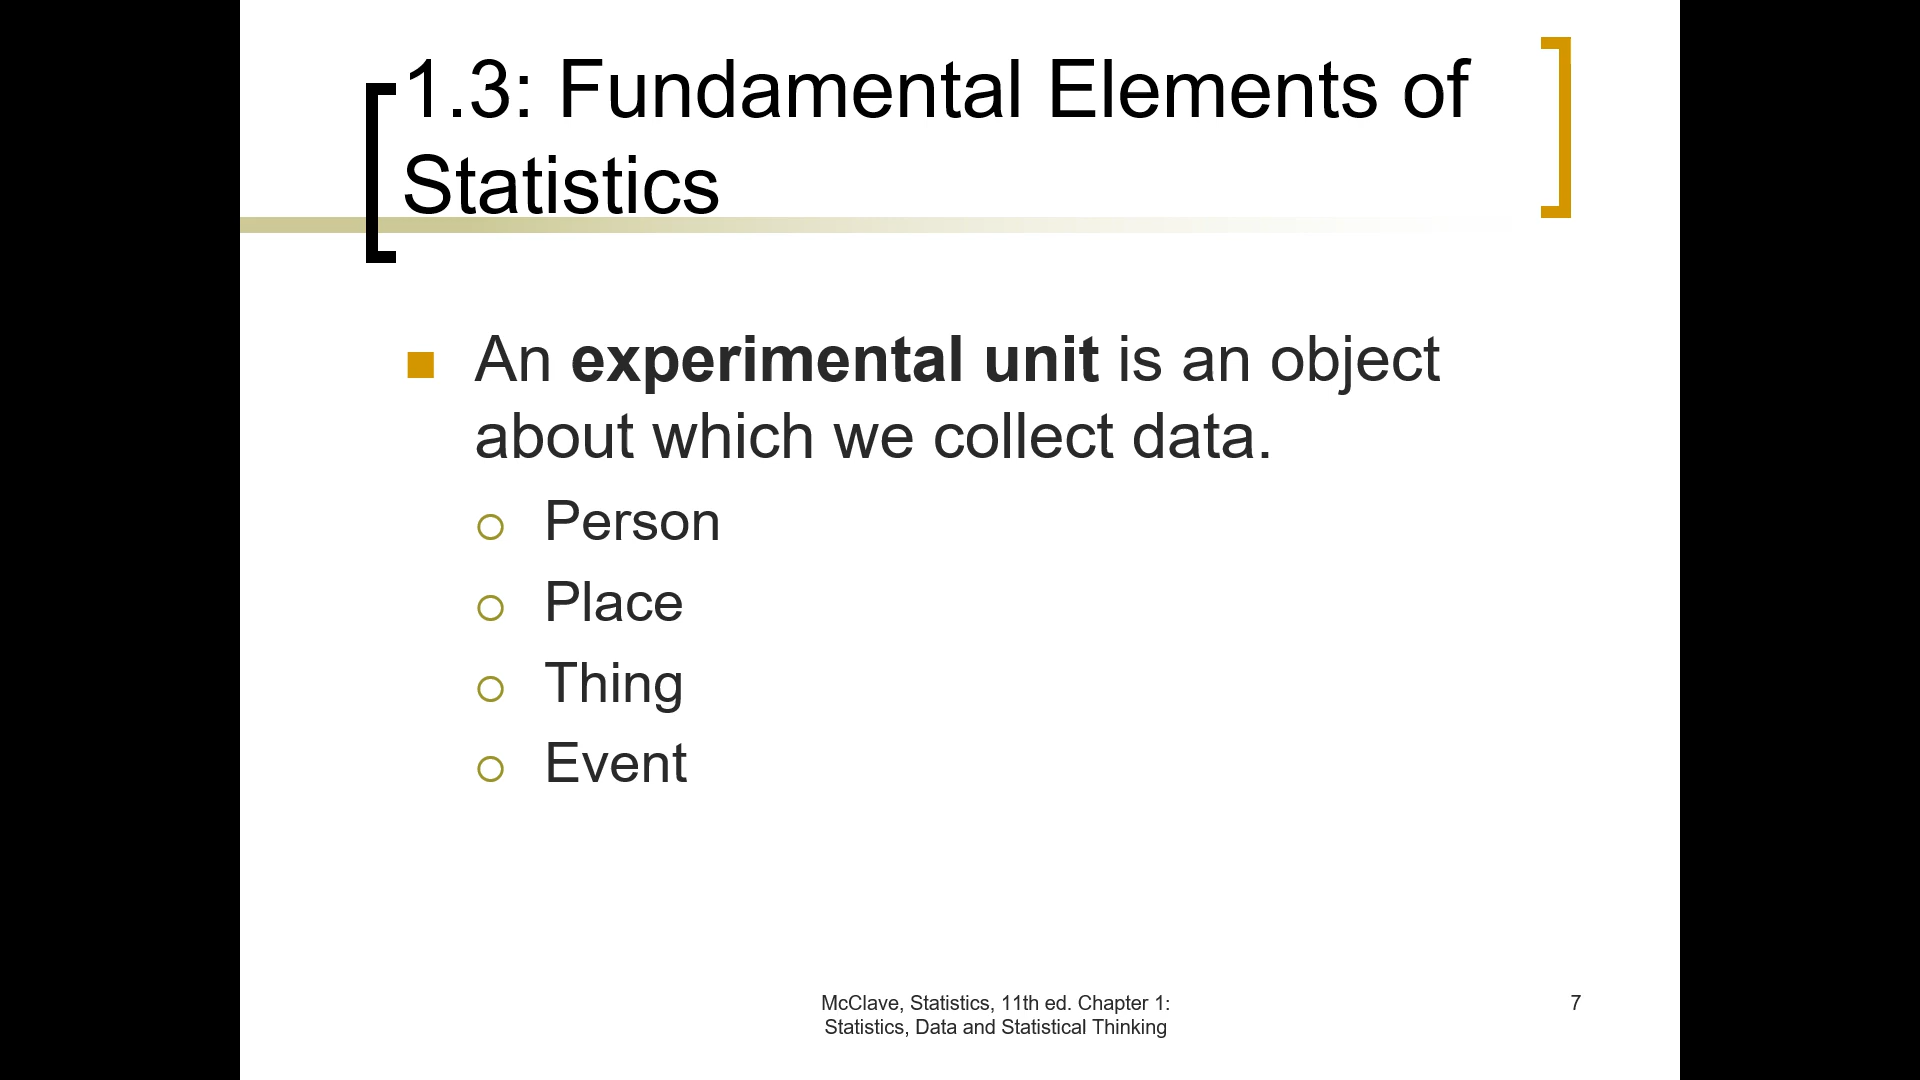 1.3: Fundamental Elements of
Statistics
An experimental unit is an object
about which we collect data.
Person
Place
Thing
Event
McClave, Statistics, 11th ed. Chapter 1:
Statistics, Data and Statistical Thinking
7